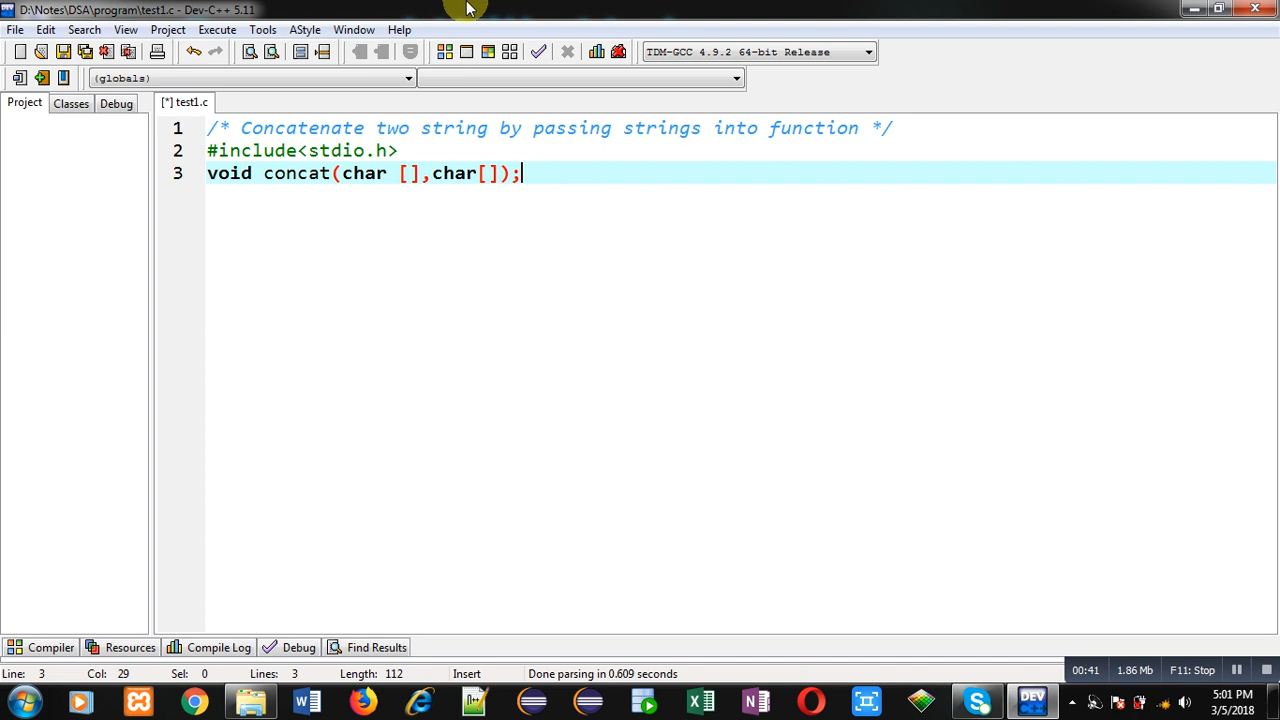 D:\Notes\DSA\program\test1.c - Dev-C++ 5.11
File Edit Search View Project Execute Tools AStyle Window Help
TDM-GCC 4.9.2 64-bit Release
(globals)
Project Classes Debug
[*] test1.c
1 /* Concatenate two string by passing strings into function */
2 #include<stdio.h>
3 void concat(char [],char[]);
Compiler Resources Compile Log Debug Find Results
Line: 3 Col: 29 Sel: 0 Lines: 3 Length: 112 Insert Done parsing in 0.609 seconds
00:41 1.86 Mb F11: Stop
DEV C++
5:01 PM
3/5/2018